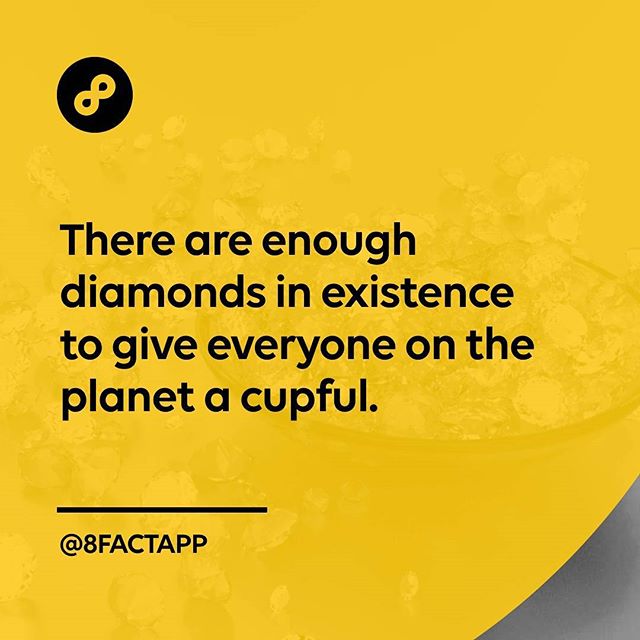 There are enough
diamonds in existence
to give everyone on the
planet a cupful.
@8FACTAPP